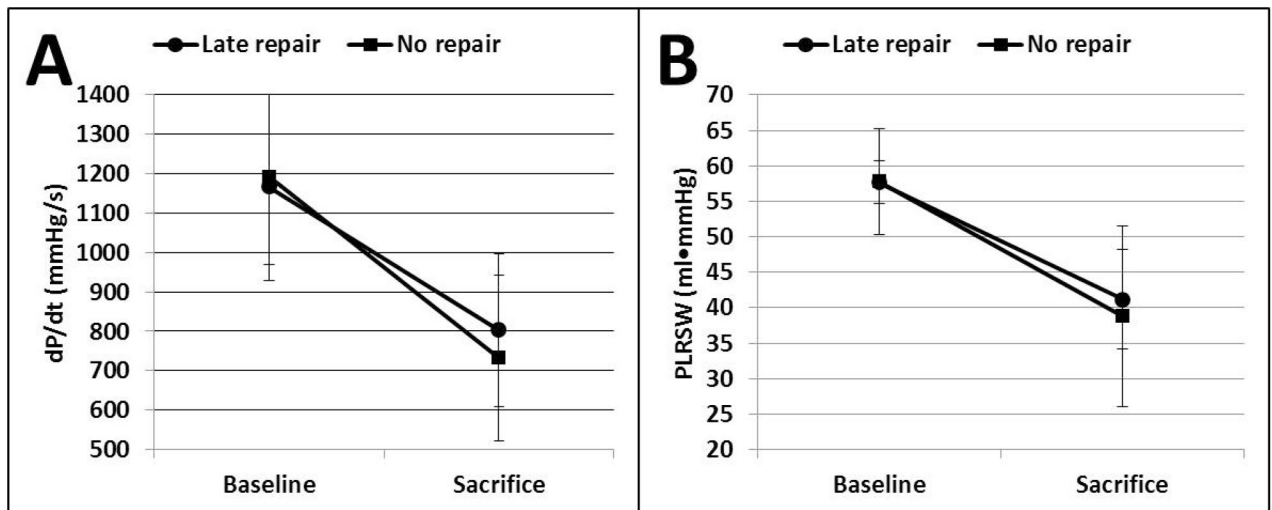 A
Late repair
No repair
1400
1300
1200
1100
1000
900
800
700
600
500
dP/dt (mmHg/s)
Baseline
Sacrifice
B
Late repair
No repair
70
65
60
55
50
45
40
35
30
25
20
PLRSW (ml•mmHg)
Baseline
Sacrifice